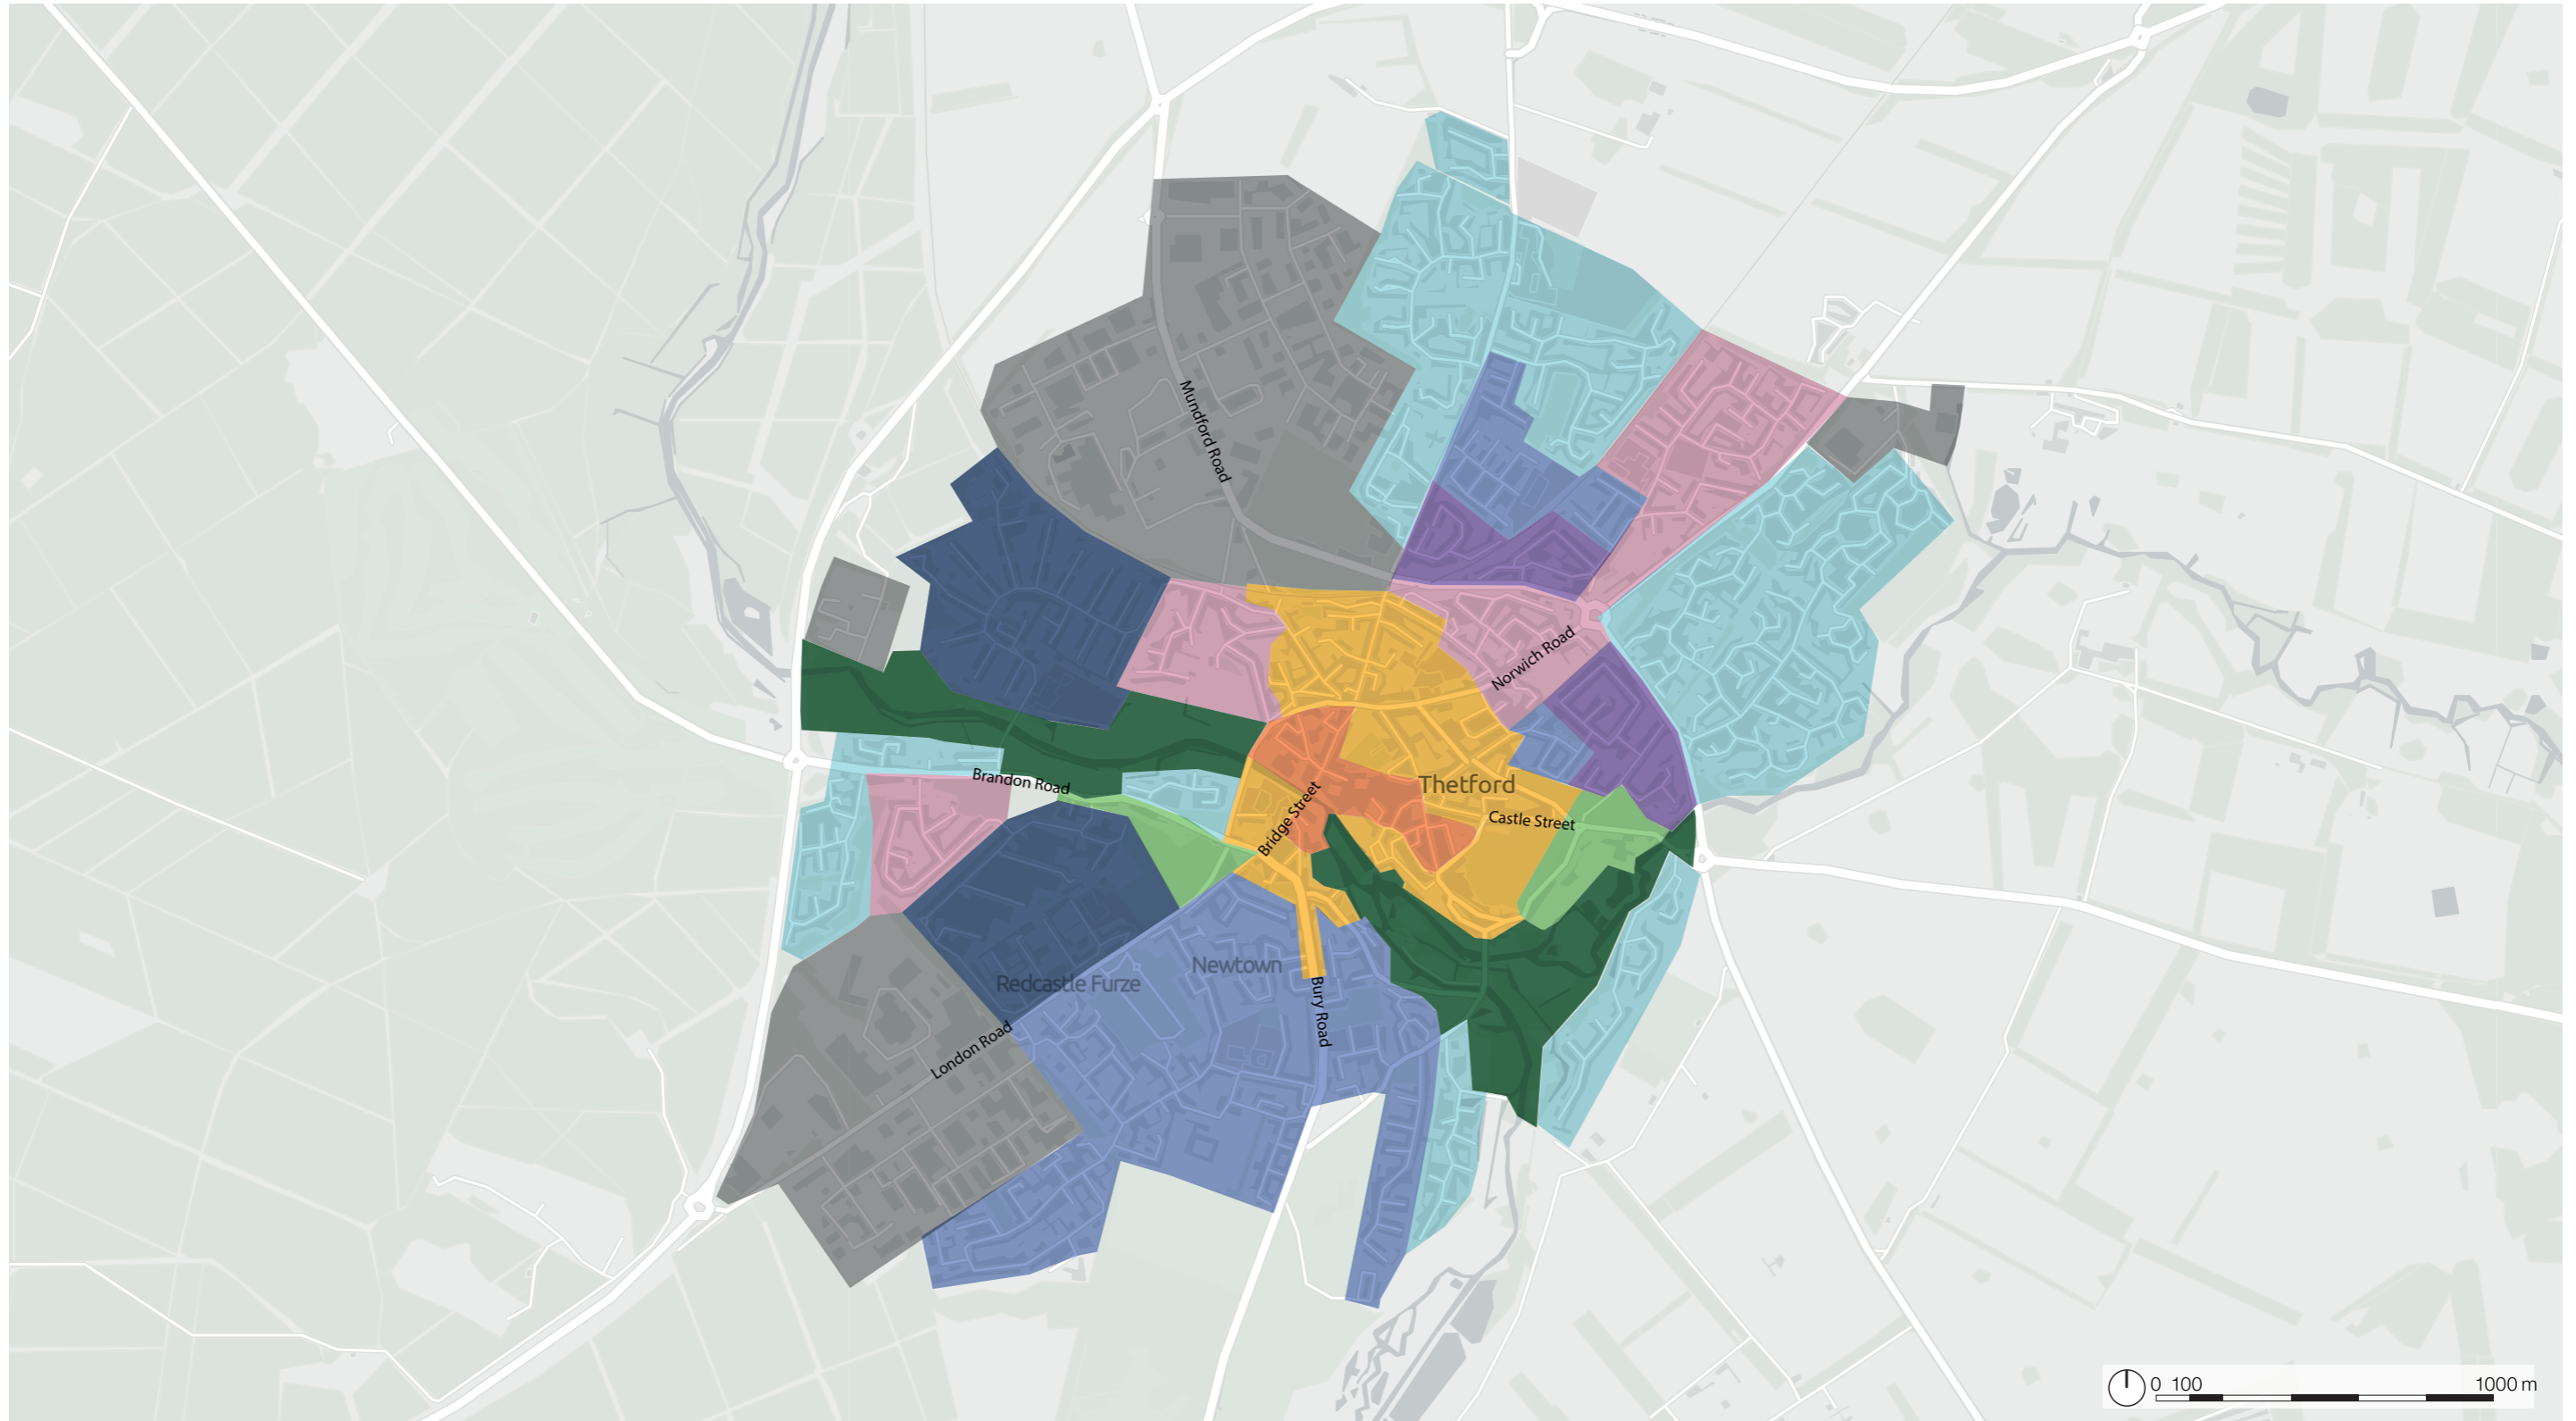 Mundford Road
Norwich Road
Brandon Road
Thetford
Bridge Street
Castle Street
Newtown
Redcastle Furze
Bury Road
London Road
0 100 1000 m